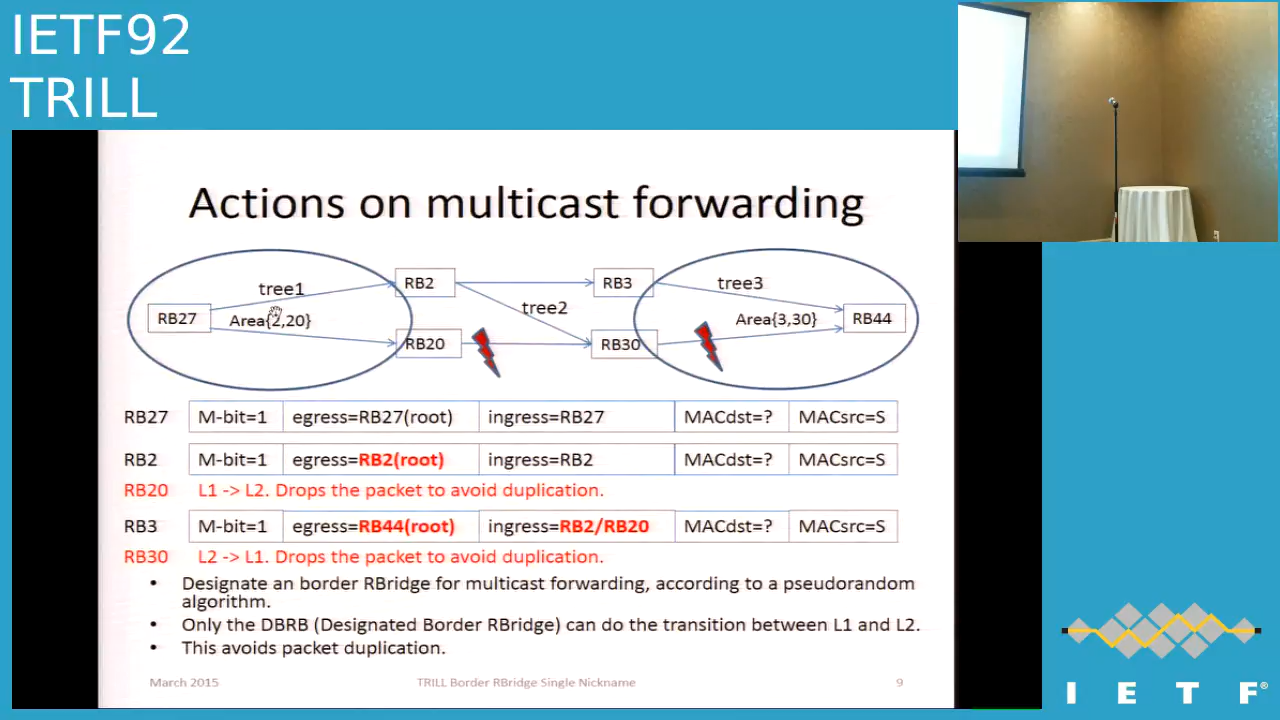 IETF92
TRILL
Actions on multicast forwarding
RB27
tree1
Area{2,20}
RB2
RB20
tree2
RB3
RB30
tree3
Area{3,30}
RB44
RB27 M-bit=1 egress=RB27(root) ingress=RB27 MACdst=? MACsrc=S
RB2 M-bit=1 egress=RB2(root) ingress=RB2 MACdst=? MACsrc=S
RB20 L1 -> L2. Drops the packet to avoid duplication.
RB3 M-bit=1 egress=RB44(root) ingress=RB2/RB20 MACdst=? MACsrc=S
RB30 L2 -> L1. Drops the packet to avoid duplication.
• Designate an border RBridge for multicast forwarding, according to a pseudorandom
algorithm.
• Only the DBRB (Designated Border RBridge) can do the transition between L1 and L2.
• This avoids packet duplication.
March 2015 TRILL Border RBridge Single Nickname 9
I E T F®